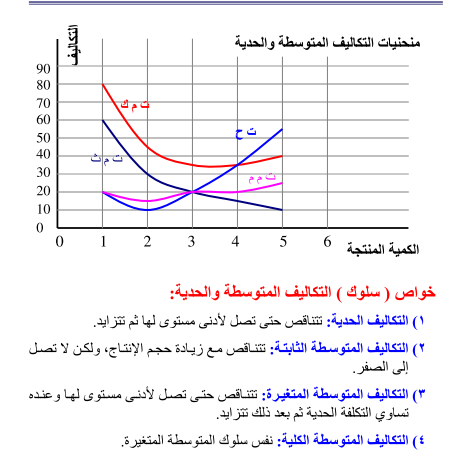 منحنيات التكاليف المتوسطة والحدية
التكاليف
90
80
70
60
50
40
30
20
10
0
ت م ك
ت ح
ت م ث
ت م م
0 1 2 3 4 5 6
الكمية المنتجة
خواص ( سلوك ) التكاليف المتوسطة والحدية:
١) التكاليف الحدية: تتناقص حتى تصل لأدنى مستوى لها ثم تتزايد.
٢) التكاليف المتوسطة الثابتة: تتناقص مع زيادة حجم الإنتاج، ولكن لا تصل
إلى الصفر.
٣) التكاليف المتوسطة المتغيرة: تتناقص حتى تصل لأدنى مستوى لها وعنده
تساوي التكلفة الحدية ثم بعد ذلك تتزايد.
٤) التكاليف المتوسطة الكلية: نفس سلوك المتوسطة المتغيرة.